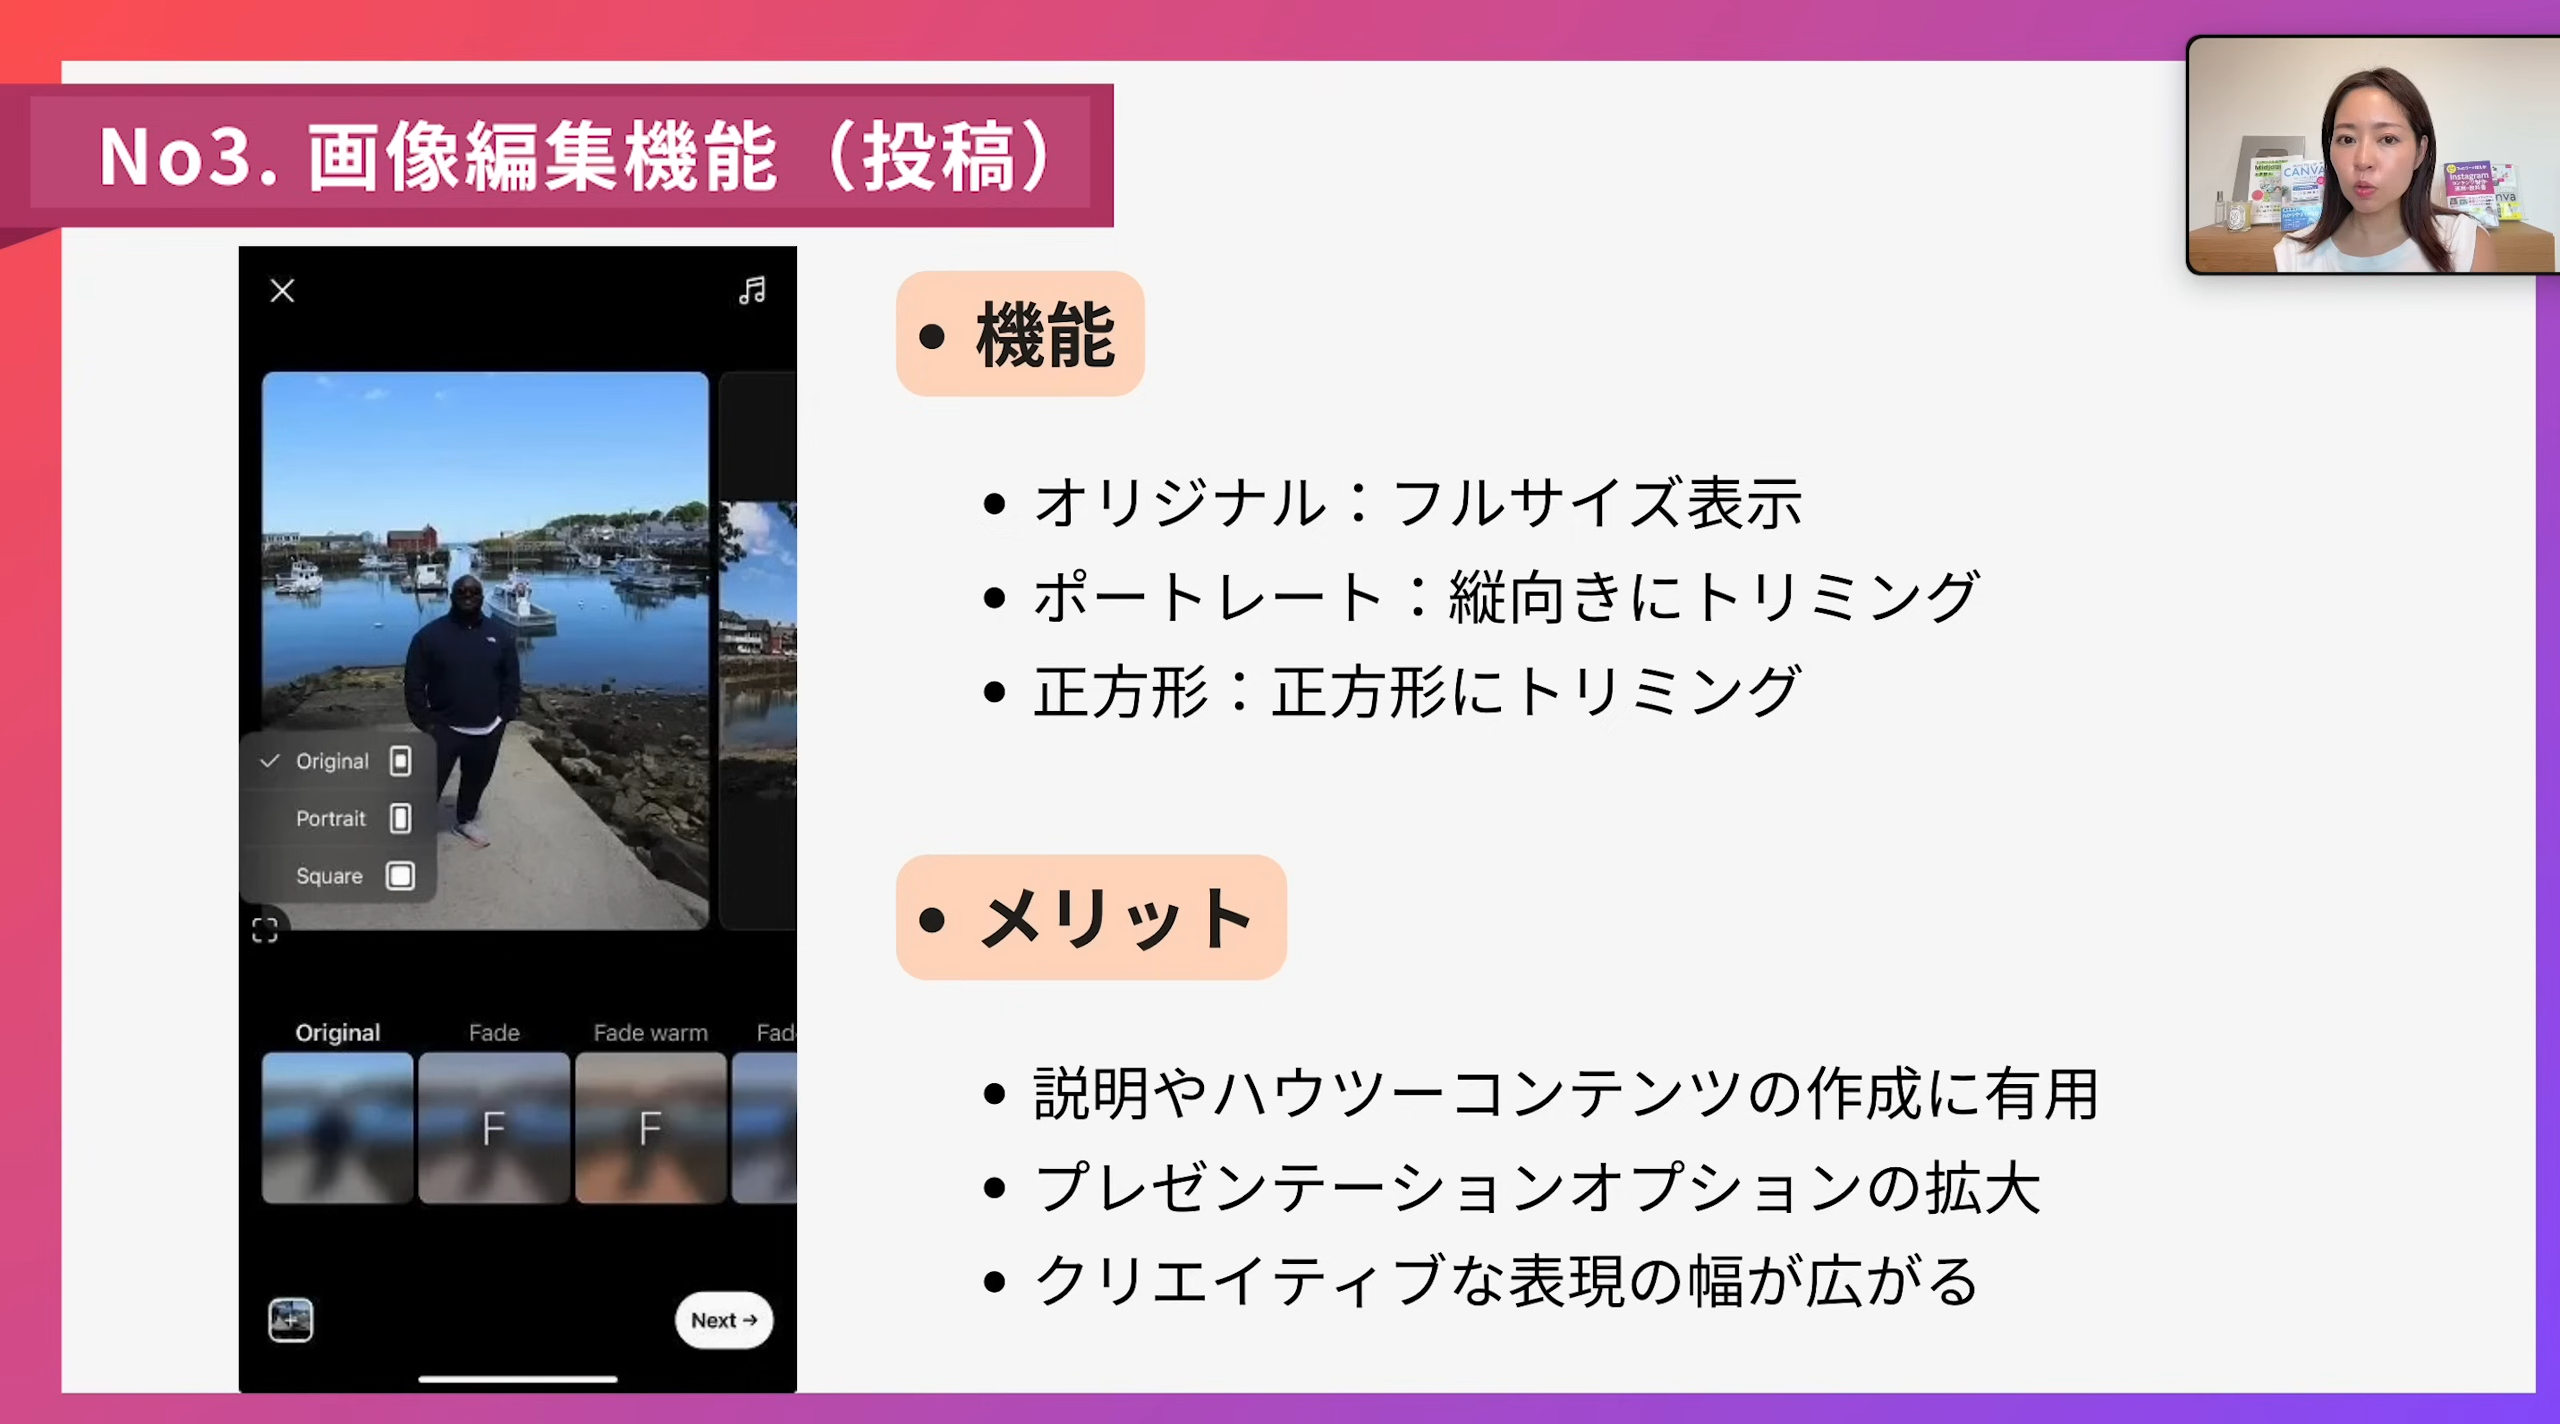 No3. 画像編集機能（投稿）
CANVA
Instagram
nva
Original
Portrait
Square
Original Fade Fade warm Fad
F F
Next →
• 機能
• オリジナル：フルサイズ表示
• ポートレート：縦向きにトリミング
• 正方形：正方形にトリミング
• メリット
• 説明やハウツーコンテンツの作成に有用
• プレゼンテーションオプションの拡大
• クリエイティブな表現の幅が広がる